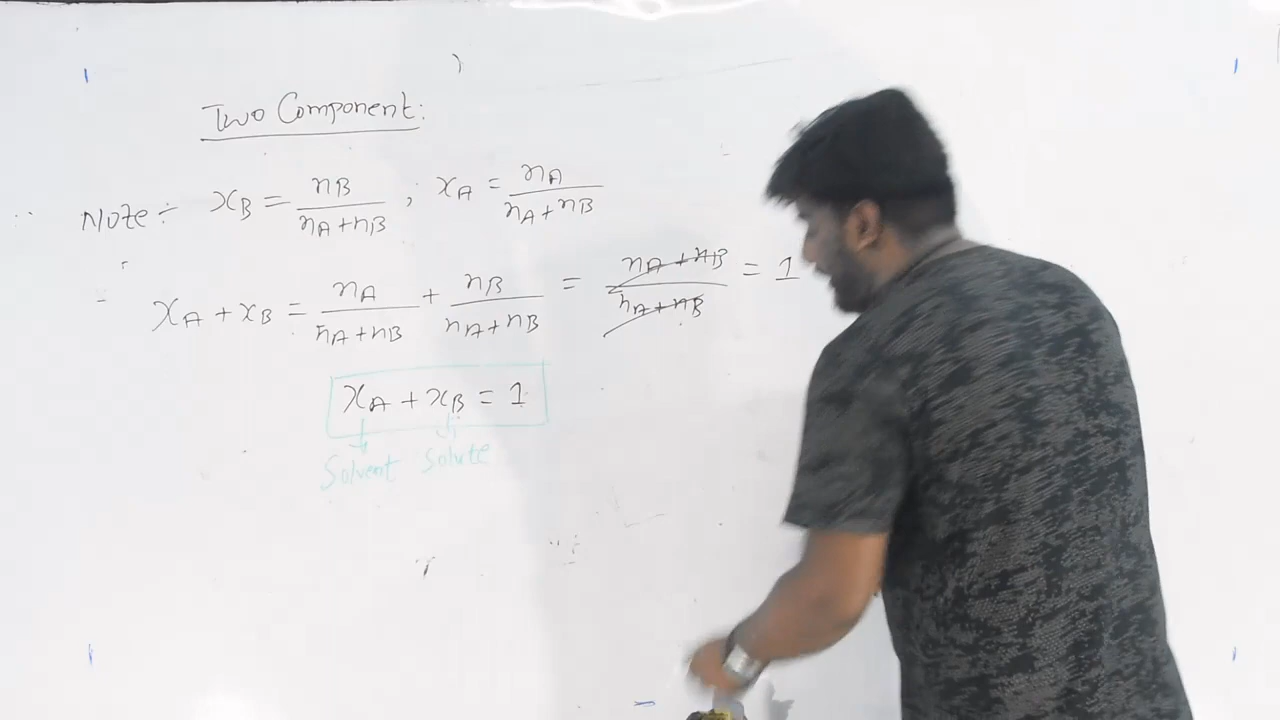 Two Component:
Note÷ xB = nB / nA+nB ; xA = nA / nA+nB
xA + xB = nA / nA+nB + nB / nA+nB = nA+nB / nA+nB = 1
xA + xB = 1
Solvent Solute